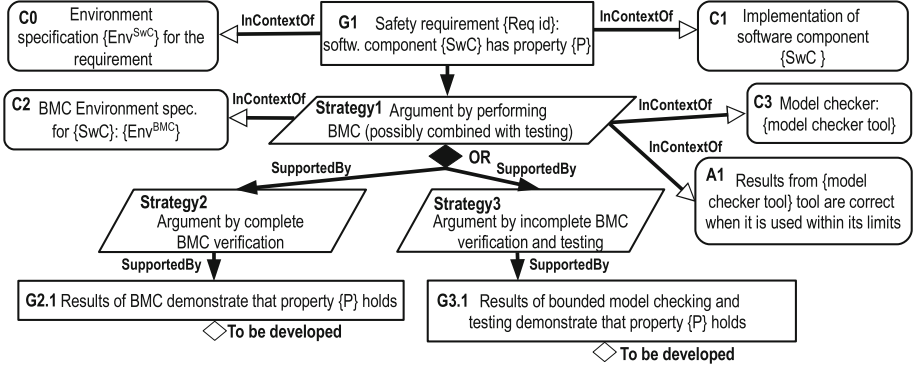 C0 Environment
specification {Env^SwC} for the
requirement
InContextOf
G1 Safety requirement {Req id}:
softw. component {SwC} has property {P}
InContextOf
C1 Implementation of
software component
{SwC }
C2 BMC Environment spec.
for {SwC}: {Env^BMC}
InContextOf
Strategy1 Argument by performing
BMC (possibly combined with testing)
InContextOf
C3 Model checker:
{model checker tool}
InContextOf
A1 Results from {model
checker tool} tool are correct
when it is used within its limits
OR
SupportedBy
SupportedBy
Strategy2
Argument by complete
BMC verification
Strategy3
Argument by incomplete BMC
verification and testing
SupportedBy
SupportedBy
G2.1 Results of BMC demonstrate that property {P} holds
To be developed
G3.1 Results of bounded model checking and
testing demonstrate that property {P} holds
To be developed